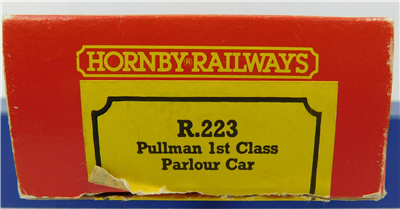 HORNBY® RAILWAYS
R.223
Pullman 1st Class
Parlour Car